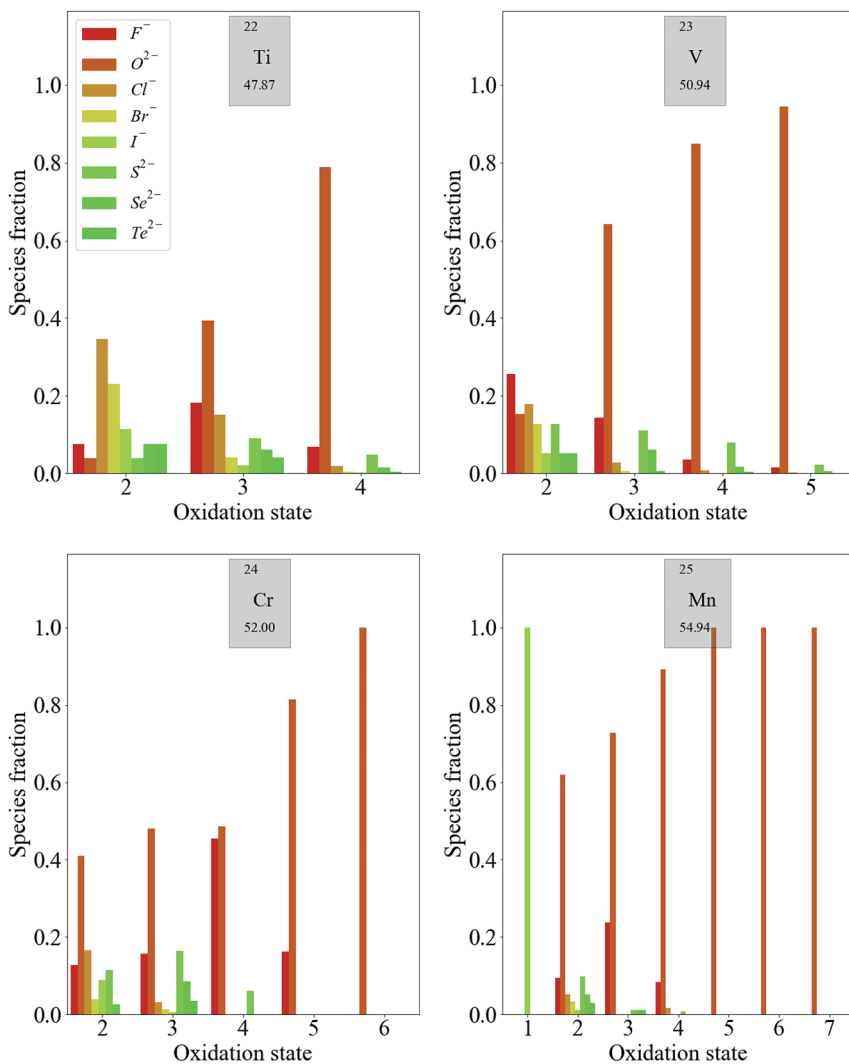 F−
O2−
Cl−
Br−
I−
S2−
Se2−
Te2−
22
Ti
47.87
Species fraction
1.0
0.8
0.6
0.4
0.2
0.0
2 3 4
Oxidation state
23
V
50.94
Species fraction
1.0
0.8
0.6
0.4
0.2
0.0
2 3 4 5
Oxidation state
24
Cr
52.00
Species fraction
1.0
0.8
0.6
0.4
0.2
0.0
2 3 4 5 6
Oxidation state
25
Mn
54.94
Species fraction
1.0
0.8
0.6
0.4
0.2
0.0
1 2 3 4 5 6 7
Oxidation state